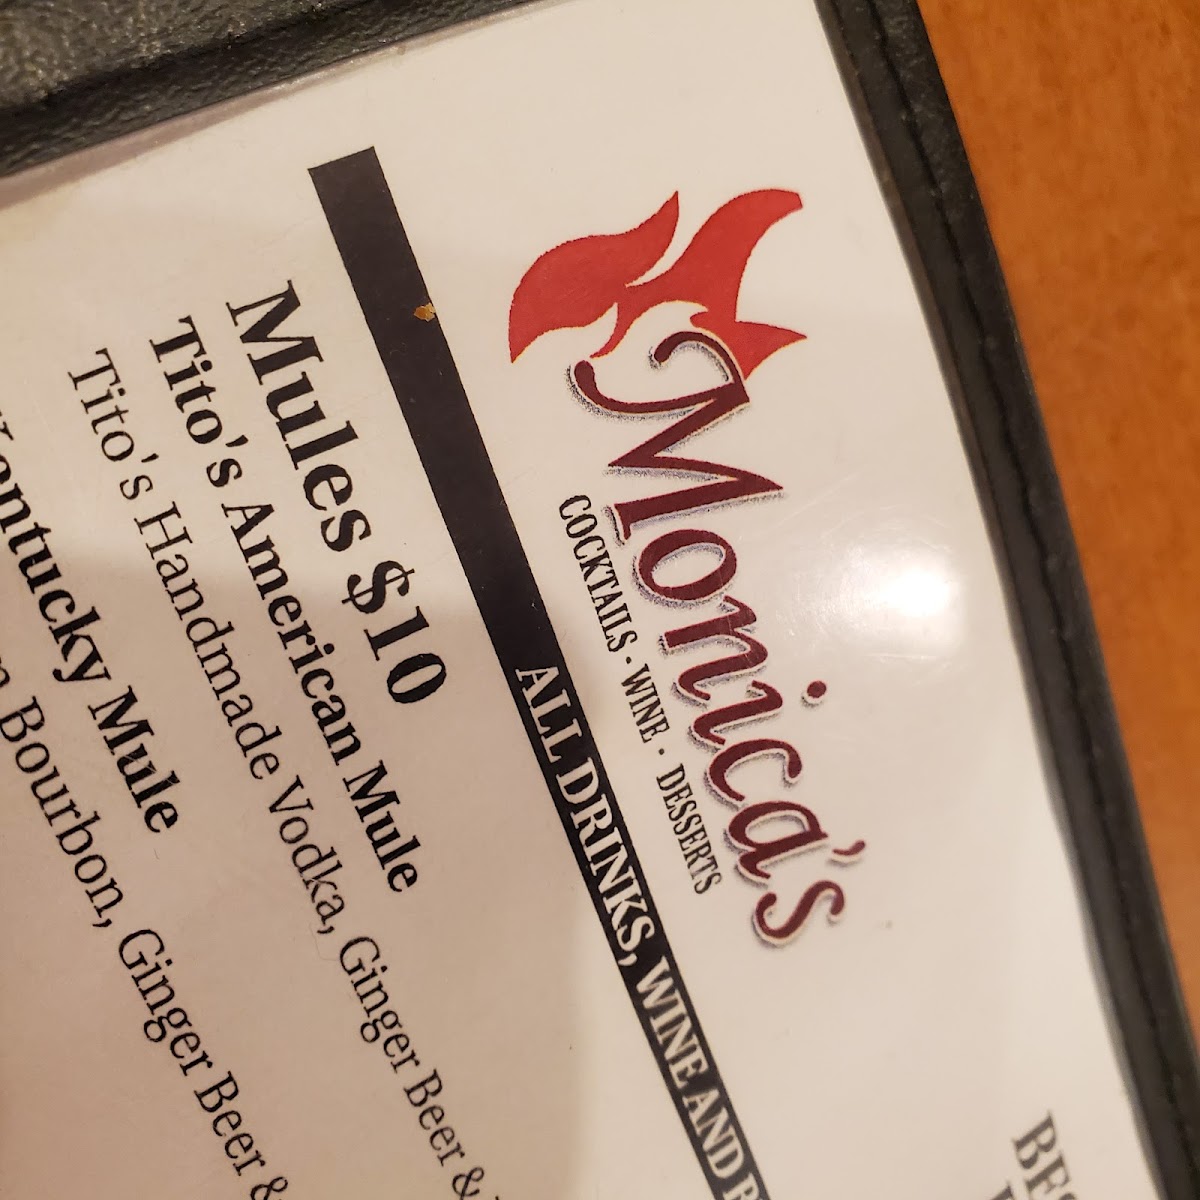 Monica's
COCKTAILS · WINE · DESSERTS
ALL DRINKS, WINE AND
Mules $10
Tito's American Mule
Tito's Handmade Vodka, Ginger Beer &
Kentucky Mule
Bourbon, Ginger Beer &